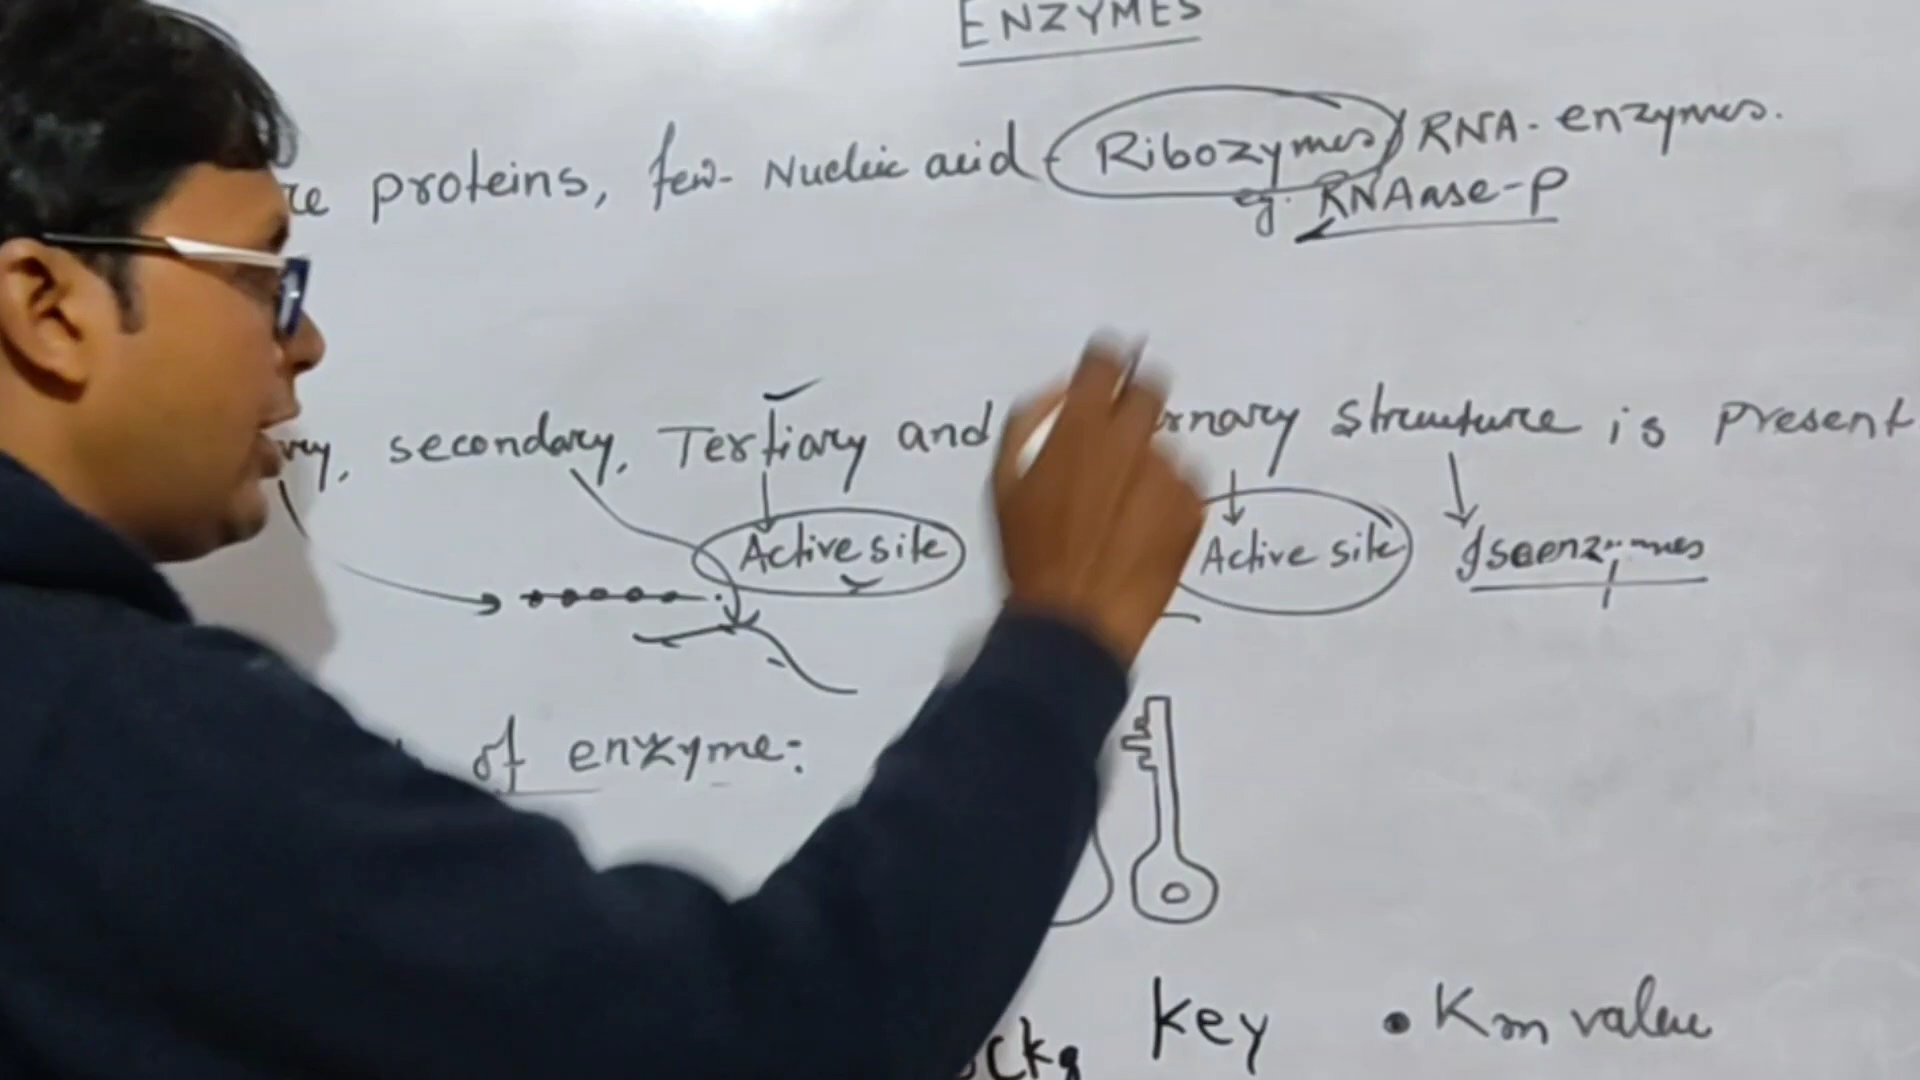 ENZYMES
proteins, few- Nucleic acid - Ribozymes / RNA-enzymes.
eg. RNAase-P
secondary, Tertiary and structure is present
Active site Active site Isoenzymes
of enzyme:
key • Km value